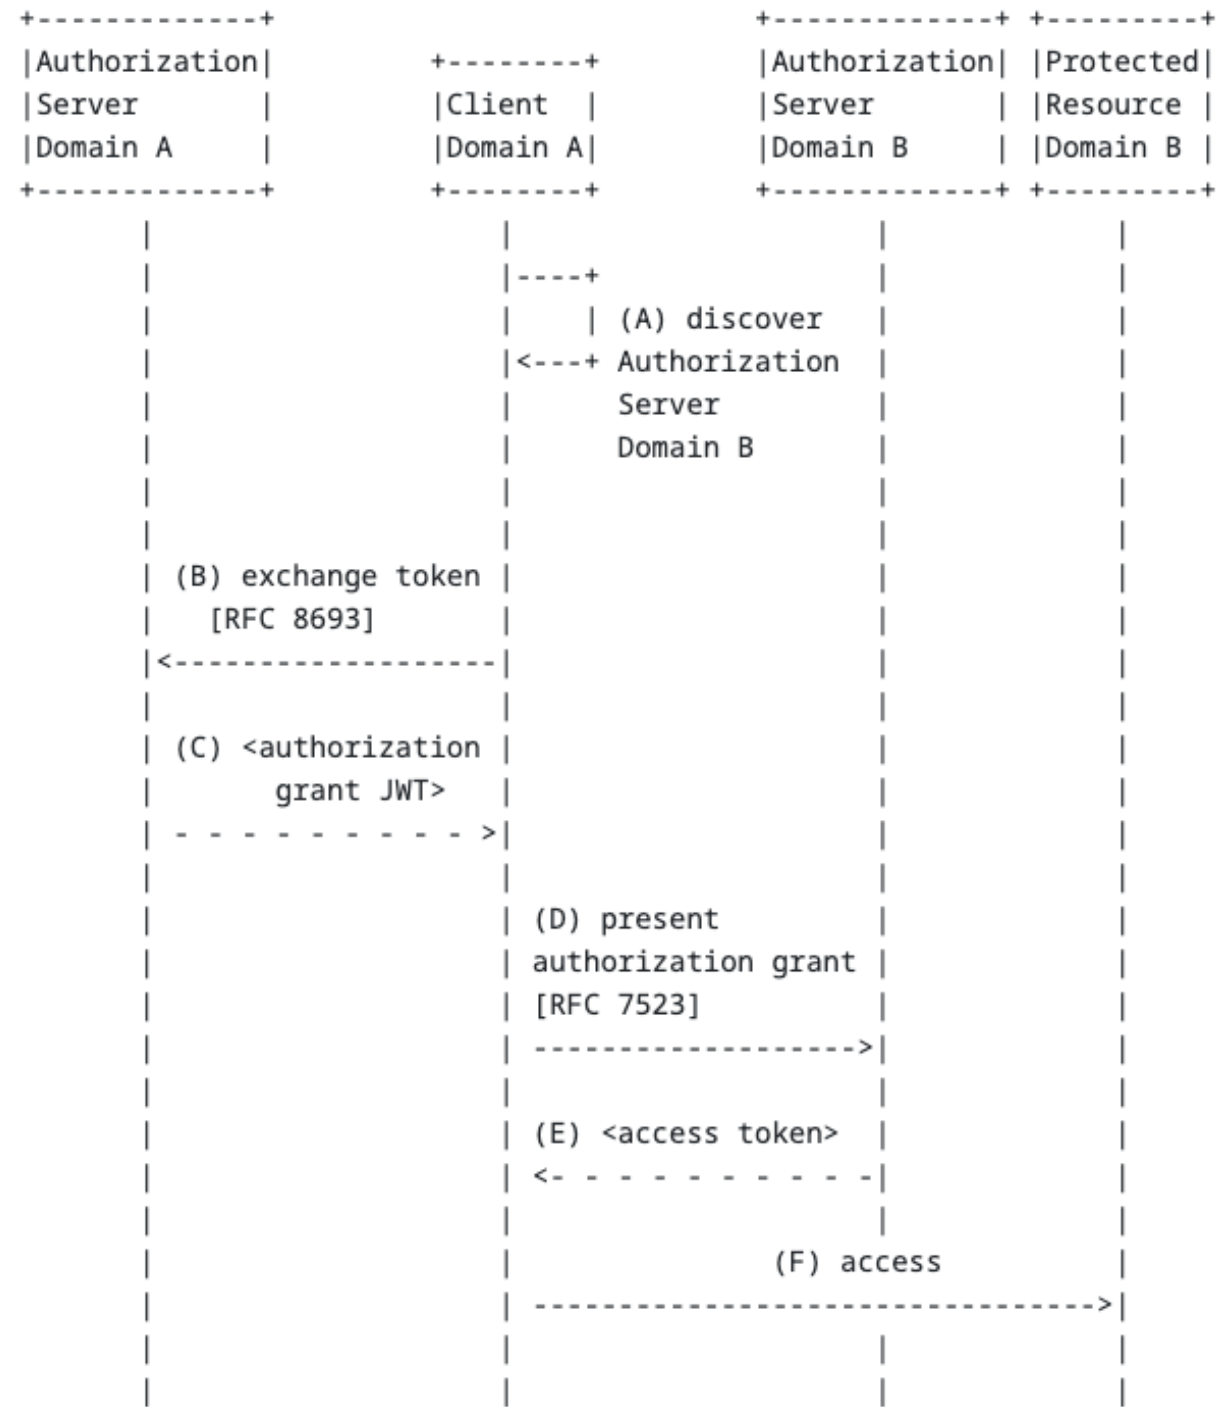 +-------------+                            +-------------+ +---------+
|Authorization|         +--------+         |Authorization| |Protected|
|Server       |         |Client  |         |Server       | |Resource |
|Domain A     |         |Domain A|         |Domain B     | |Domain B |
+-------------+         +--------+         +-------------+ +---------+
       |                    |                     |             |
       |                    |----+                |             |
       |                    |    | (A) discover   |             |
       |                    |<---+ Authorization  |             |
       |                    |      Server         |             |
       |                    |      Domain B       |             |
       |                    |                     |             |
       |                    |                     |             |
       | (B) exchange token |                     |             |
       |   [RFC 8693]       |                     |             |
       |<-------------------|                     |             |
       |                    |                     |             |
       | (C) <authorization |                     |             |
       |       grant JWT>   |                     |             |
       | - - - - - - - - - >|                     |             |
       |                    |                     |             |
       |                    | (D) present         |             |
       |                    | authorization grant |             |
       |                    | [RFC 7523]          |             |
       |                    | ------------------->|             |
       |                    |                     |             |
       |                    | (E) <access token>  |             |
       |                    | <- - - - - - - - - -|             |
       |                    |                     |             |
       |                    |               (F) access          |
       |                    | --------------------------------->|
       |                    |                     |             |
       |                    |                     |             |